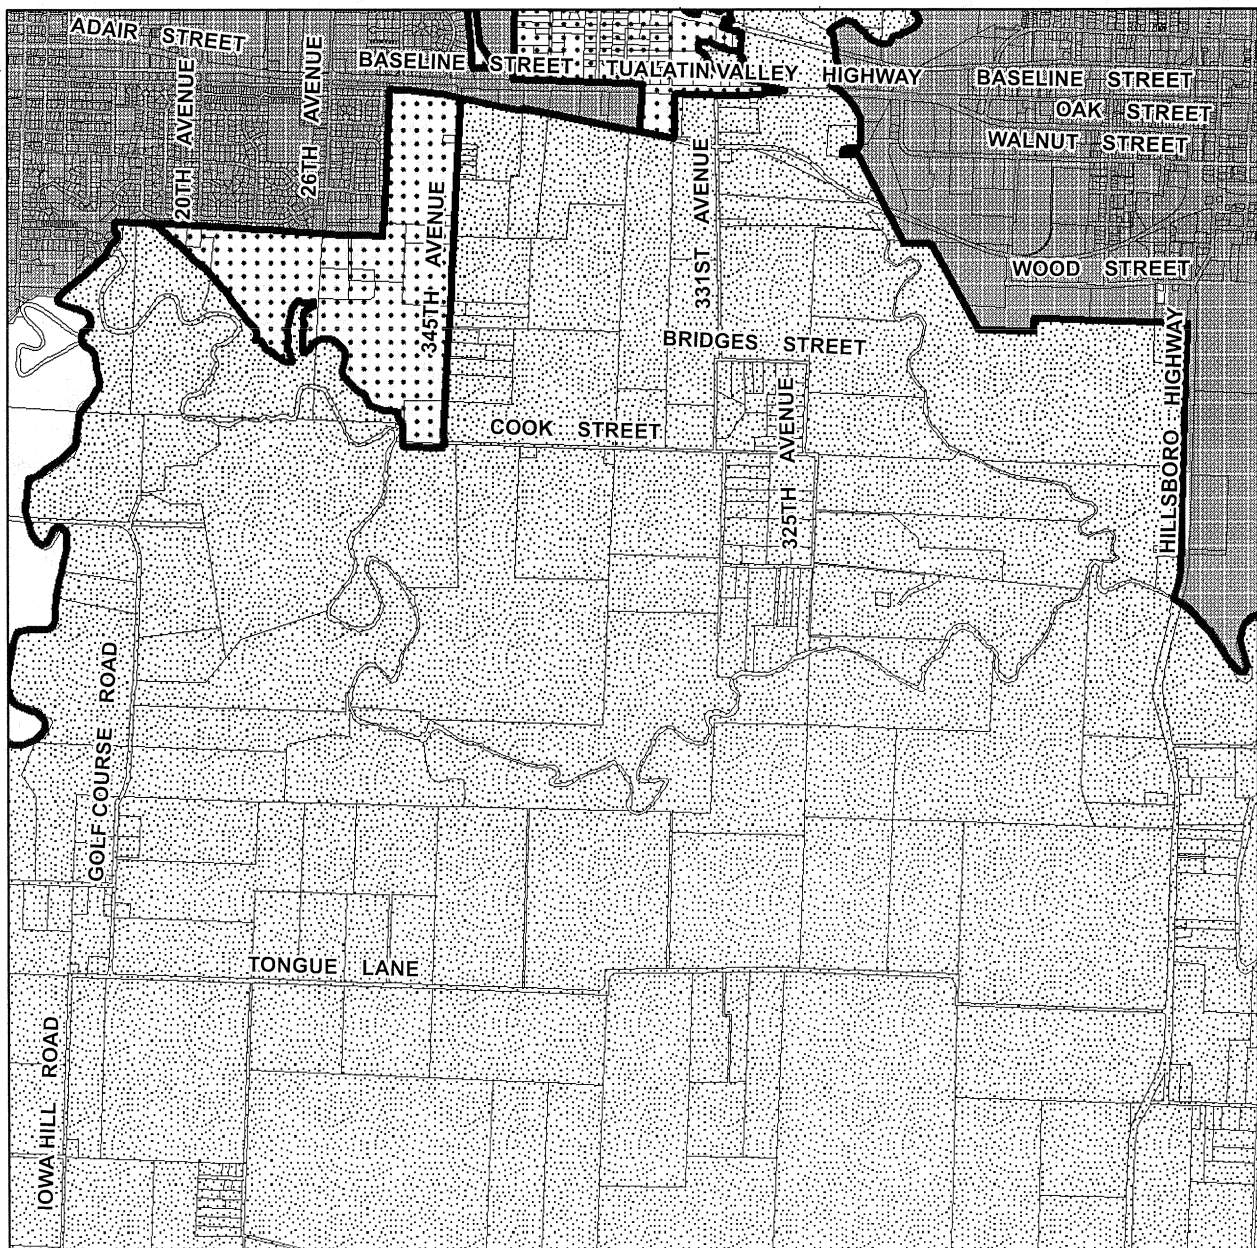 ADAIR STREET
20TH AVENUE
26TH AVENUE
BASELINE STREET
TUALATIN VALLEY HIGHWAY
BASELINE STREET
OAK STREET
WALNUT STREET
345TH AVENUE
331ST AVENUE
WOOD STREET
BRIDGES STREET
HILLSBORO HIGHWAY
COOK STREET
325TH AVENUE
GOLF COURSE ROAD
TONGUE LANE
IOWA HILL ROAD